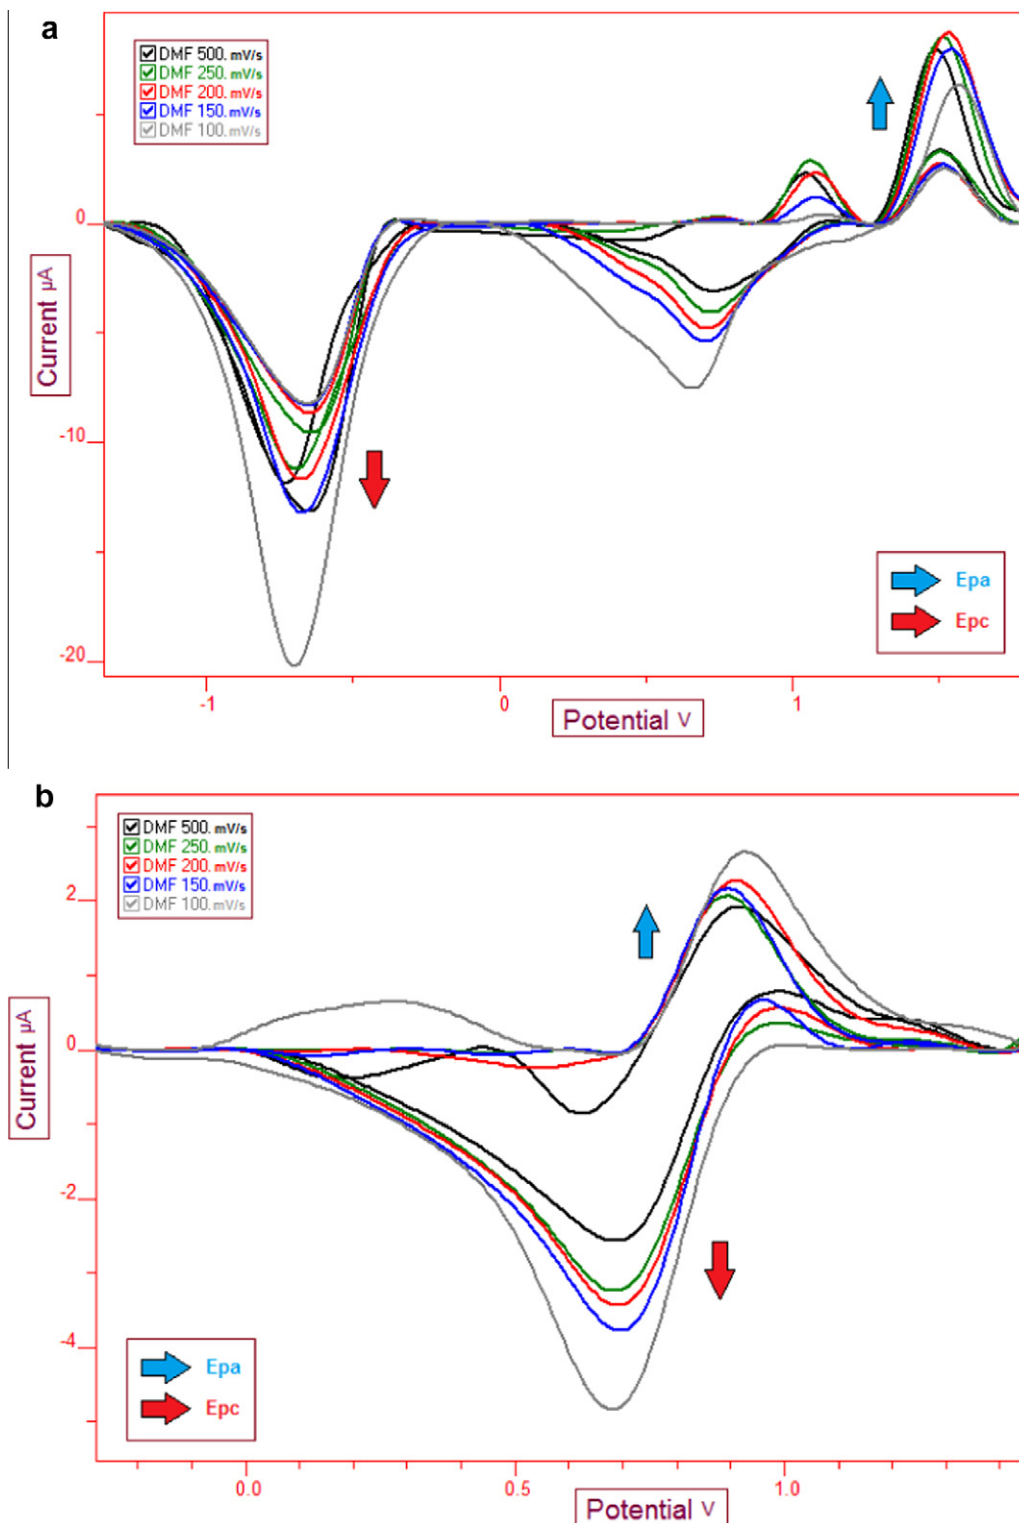 a
DMF 500. mV/s
DMF 250. mV/s
DMF 200. mV/s
DMF 150. mV/s
DMF 100. mV/s
0
-10
-20
Current µA
Epa
Epc
-1
0
1
Potential V
b
DMF 500. mV/s
DMF 250. mV/s
DMF 200. mV/s
DMF 150. mV/s
DMF 100. mV/s
2
0
-2
-4
Current µA
Epa
Epc
0.0
0.5
1.0
Potential V